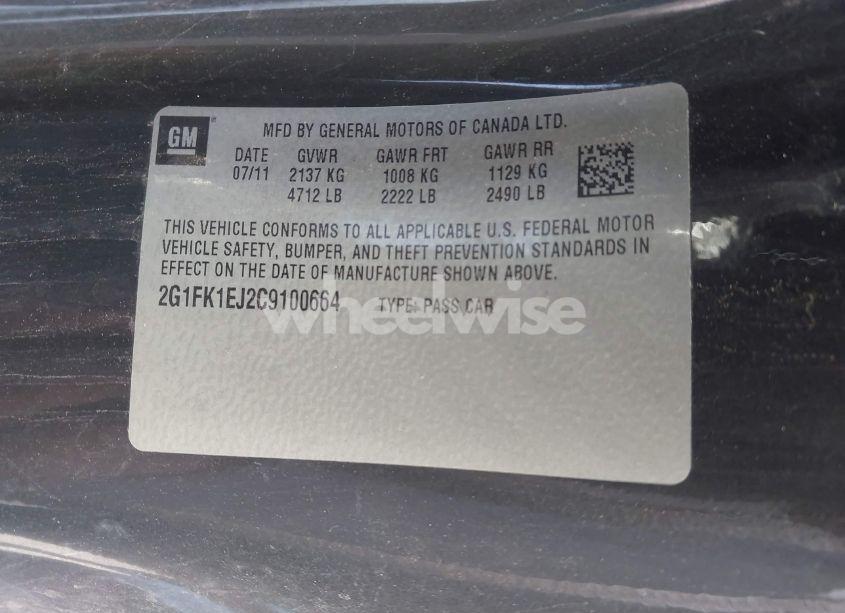 GM
MFD BY GENERAL MOTORS OF CANADA LTD.
DATE GVWR GAWR FRT GAWR RR
07/11 2137 KG 1008 KG 1129 KG
4712 LB 2222 LB 2490 LB
THIS VEHICLE CONFORMS TO ALL APPLICABLE U.S. FEDERAL MOTOR
VEHICLE SAFETY, BUMPER, AND THEFT PREVENTION STANDARDS IN
EFFECT ON THE DATE OF MANUFACTURE SHOWN ABOVE.
2G1FK1EJ2C9100664 TYPE: PASS CAR
wheelwise